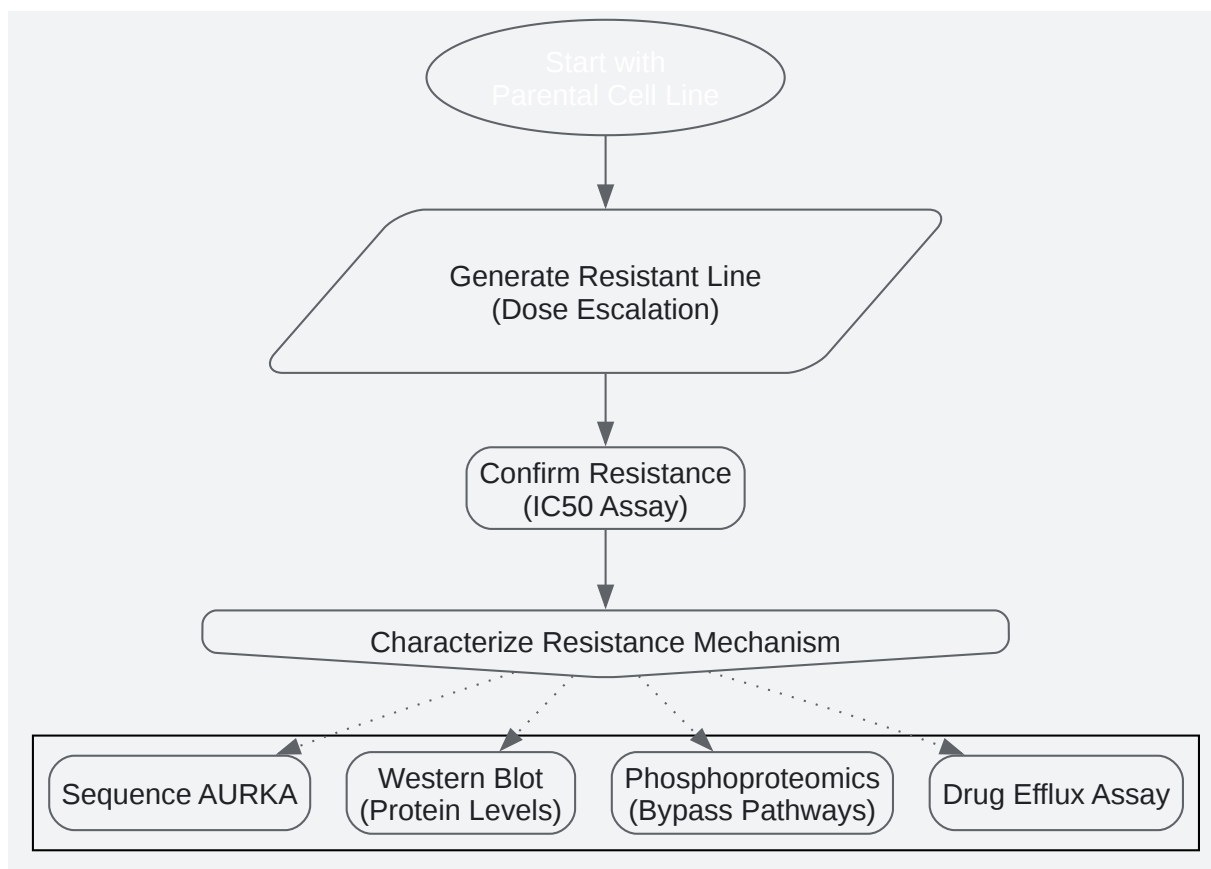 Start with
Parental Cell Line
Generate Resistant Line
(Dose Escalation)
Confirm Resistance
(IC50 Assay)
Characterize Resistance Mechanism
Sequence AURKA
Western Blot
(Protein Levels)
Phosphoproteomics
(Bypass Pathways)
Drug Efflux Assay